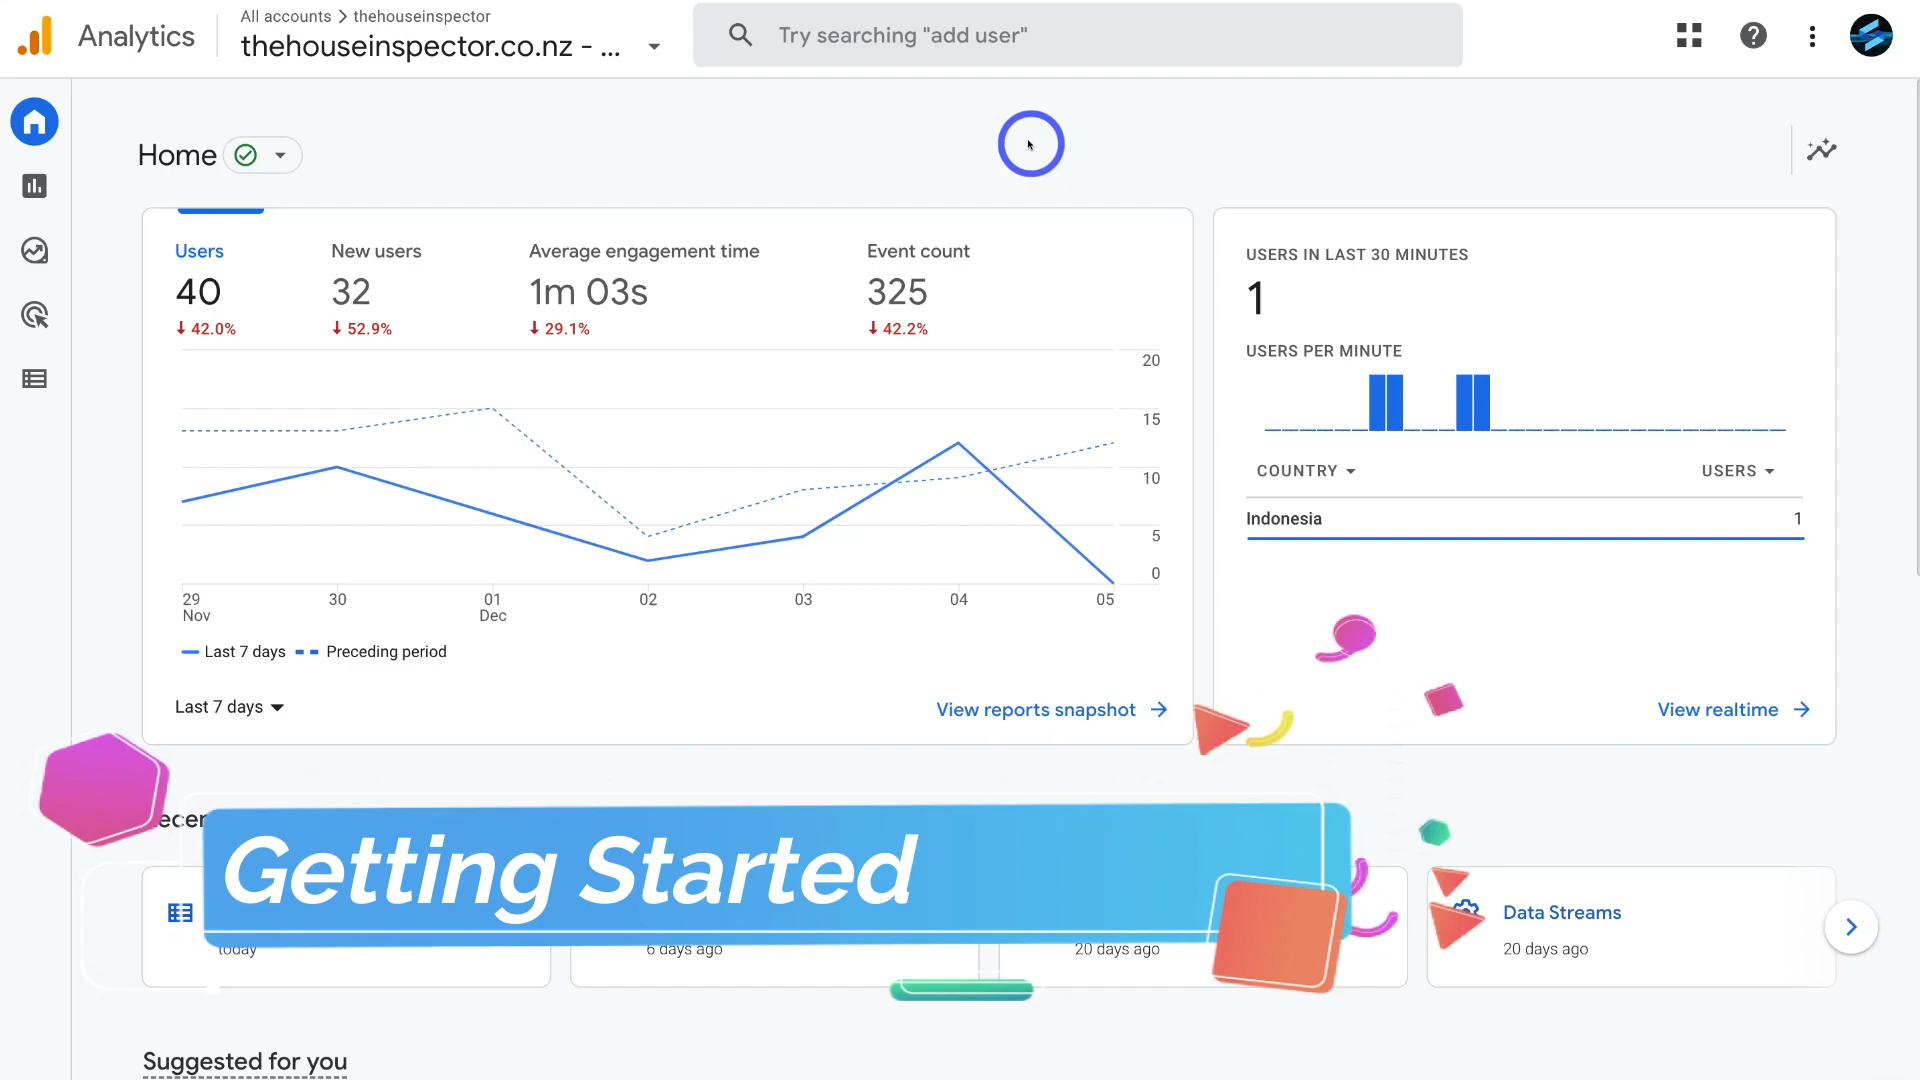 Analytics
All accounts > thehouseinspector
thehouseinspector.co.nz - ...
Try searching "add user"
Home
Users
40
42.0%
New users
32
52.9%
Average engagement time
1m 03s
29.1%
Event count
325
42.2%
20
15
10
5
0
29
Nov
30
01
Dec
02
03
04
05
Last 7 days
Preceding period
Last 7 days
View reports snapshot
USERS IN LAST 30 MINUTES
1
USERS PER MINUTE
COUNTRY
USERS
Indonesia
1
View realtime
Getting Started
today
6 days ago
20 days ago
Data Streams
20 days ago
Suggested for you